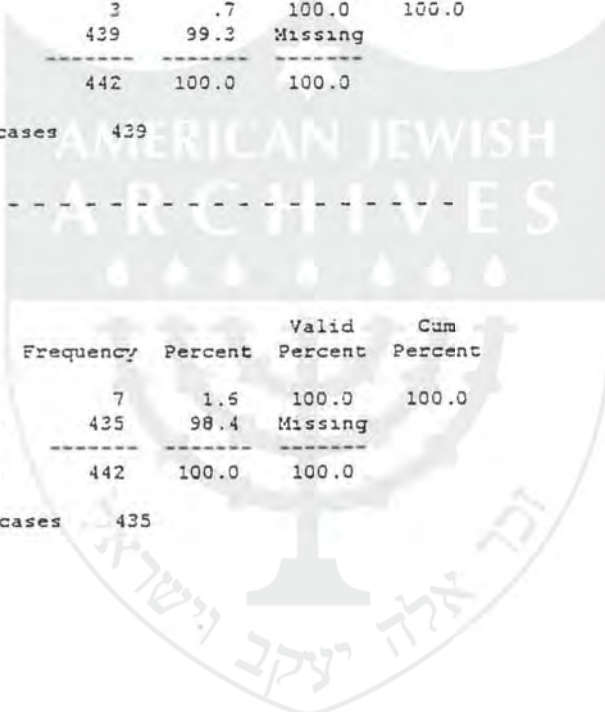 3 .7 100.0 100.0
439 99.3 Missing
------- ------- -------
442 100.0 100.0
cases 439
AMERICAN JEWISH
ARCHIVES
- - - - - - - - - - - - - - - - - - - - - -
Valid Cum
Frequency Percent Percent Percent
7 1.6 100.0 100.0
435 98.4 Missing
------- ------- -------
442 100.0 100.0
cases 435
זכר אלה יעקב וישראל